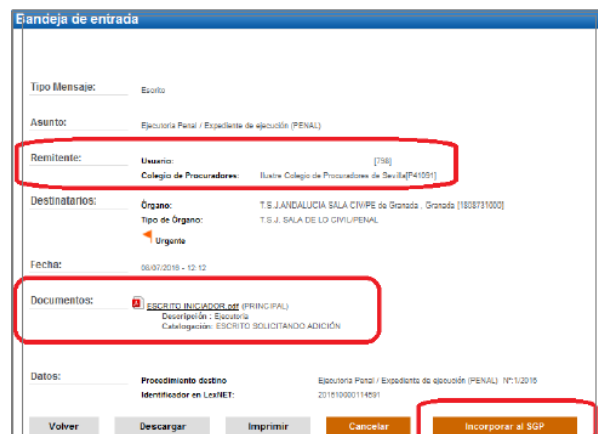 Bandeja de entrada
Tipo Mensaje: Escrito
Asunto: Ejecutoria Penal / Expediente de ejecución (PENAL)
Remitente: Usuario: [798]
Colegio de Procuradores: Ilustre Colegio de Procuradores de Sevilla[P41091]
Destinatarios: Órgano: T.S.J.ANDALUCIA SALA CIV/PE de Granada , Granada [1808731000]
Tipo de Órgano: T.S.J. SALA DE LO CIVIL/PENAL
Urgente
Fecha: 06/07/2016 - 12:12
Documentos: ESCRITO INICIADOR.pdf (PRINCIPAL)
Descripción : Ejecutoria
Catalogación: ESCRITO SOLICITANDO ADICIÓN
Datos: Procedimiento destino Ejecutoria Penal / Expediente de ejecución (PENAL) Nº:1/2016
Identificador en LexNET: 201610000114591
Volver Descargar Imprimir Cancelar Incorporar al SGP